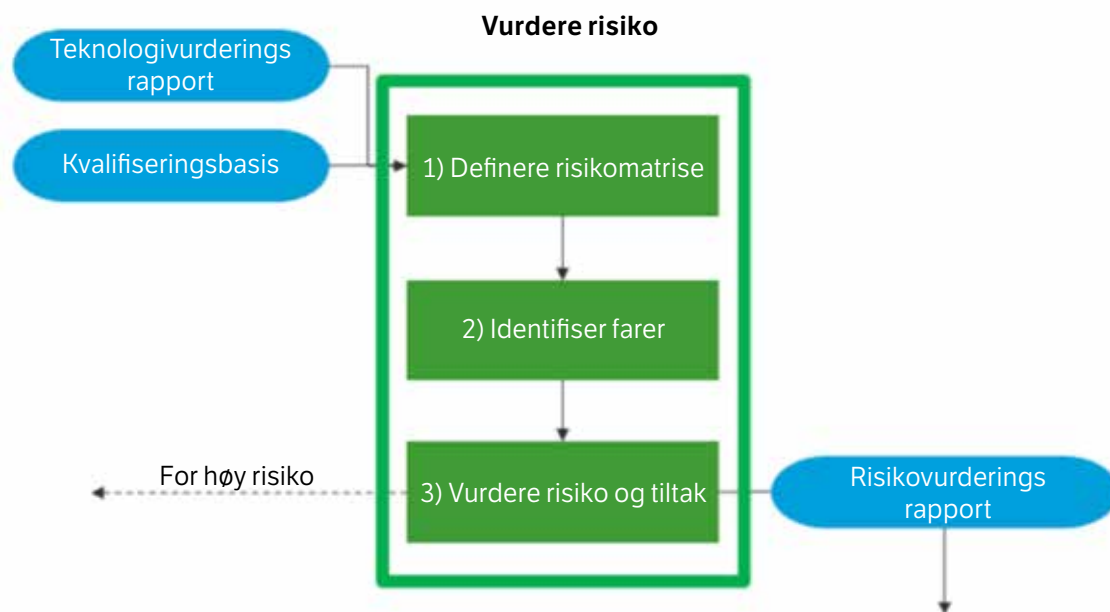 Vurdere risiko
Teknologivurderings
rapport
Kvalifiseringsbasis
1) Definere risikomatrise
2) Identifiser farer
For høy risiko
3) Vurdere risiko og tiltak
Risikovurderings
rapport